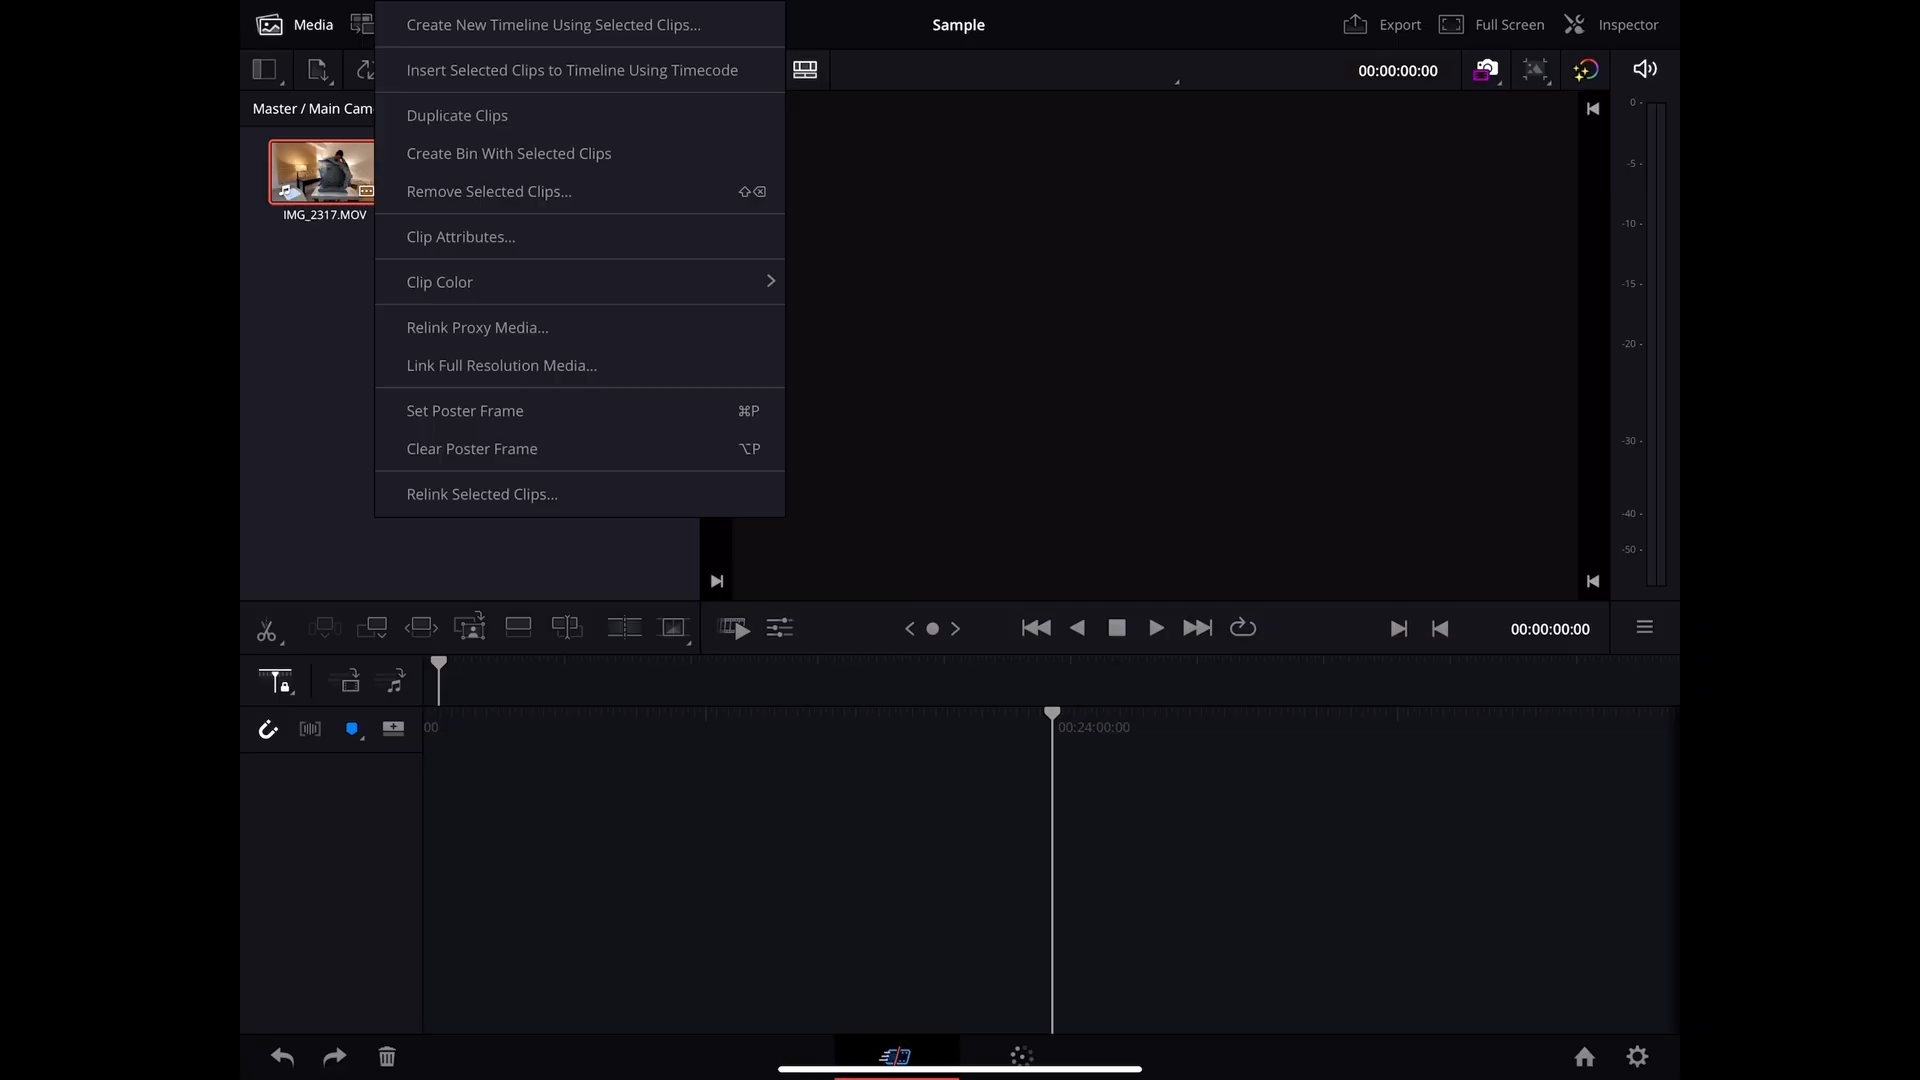 Media
Create New Timeline Using Selected Clips...
Sample
Export
Full Screen
Inspector
Insert Selected Clips to Timeline Using Timecode
00:00:00:00
Master / Main Cam
Duplicate Clips
Create Bin With Selected Clips
Remove Selected Clips... ⇧⌫
IMG_2317.MOV
Clip Attributes...
Clip Color
Relink Proxy Media...
Link Full Resolution Media...
Set Poster Frame ⌘P
Clear Poster Frame ⌥P
Relink Selected Clips...
0 -
-5 -
-10 -
-15 -
-20 -
-30 -
-40 -
-50 -
00:00:00:00
00
00:24:00:00